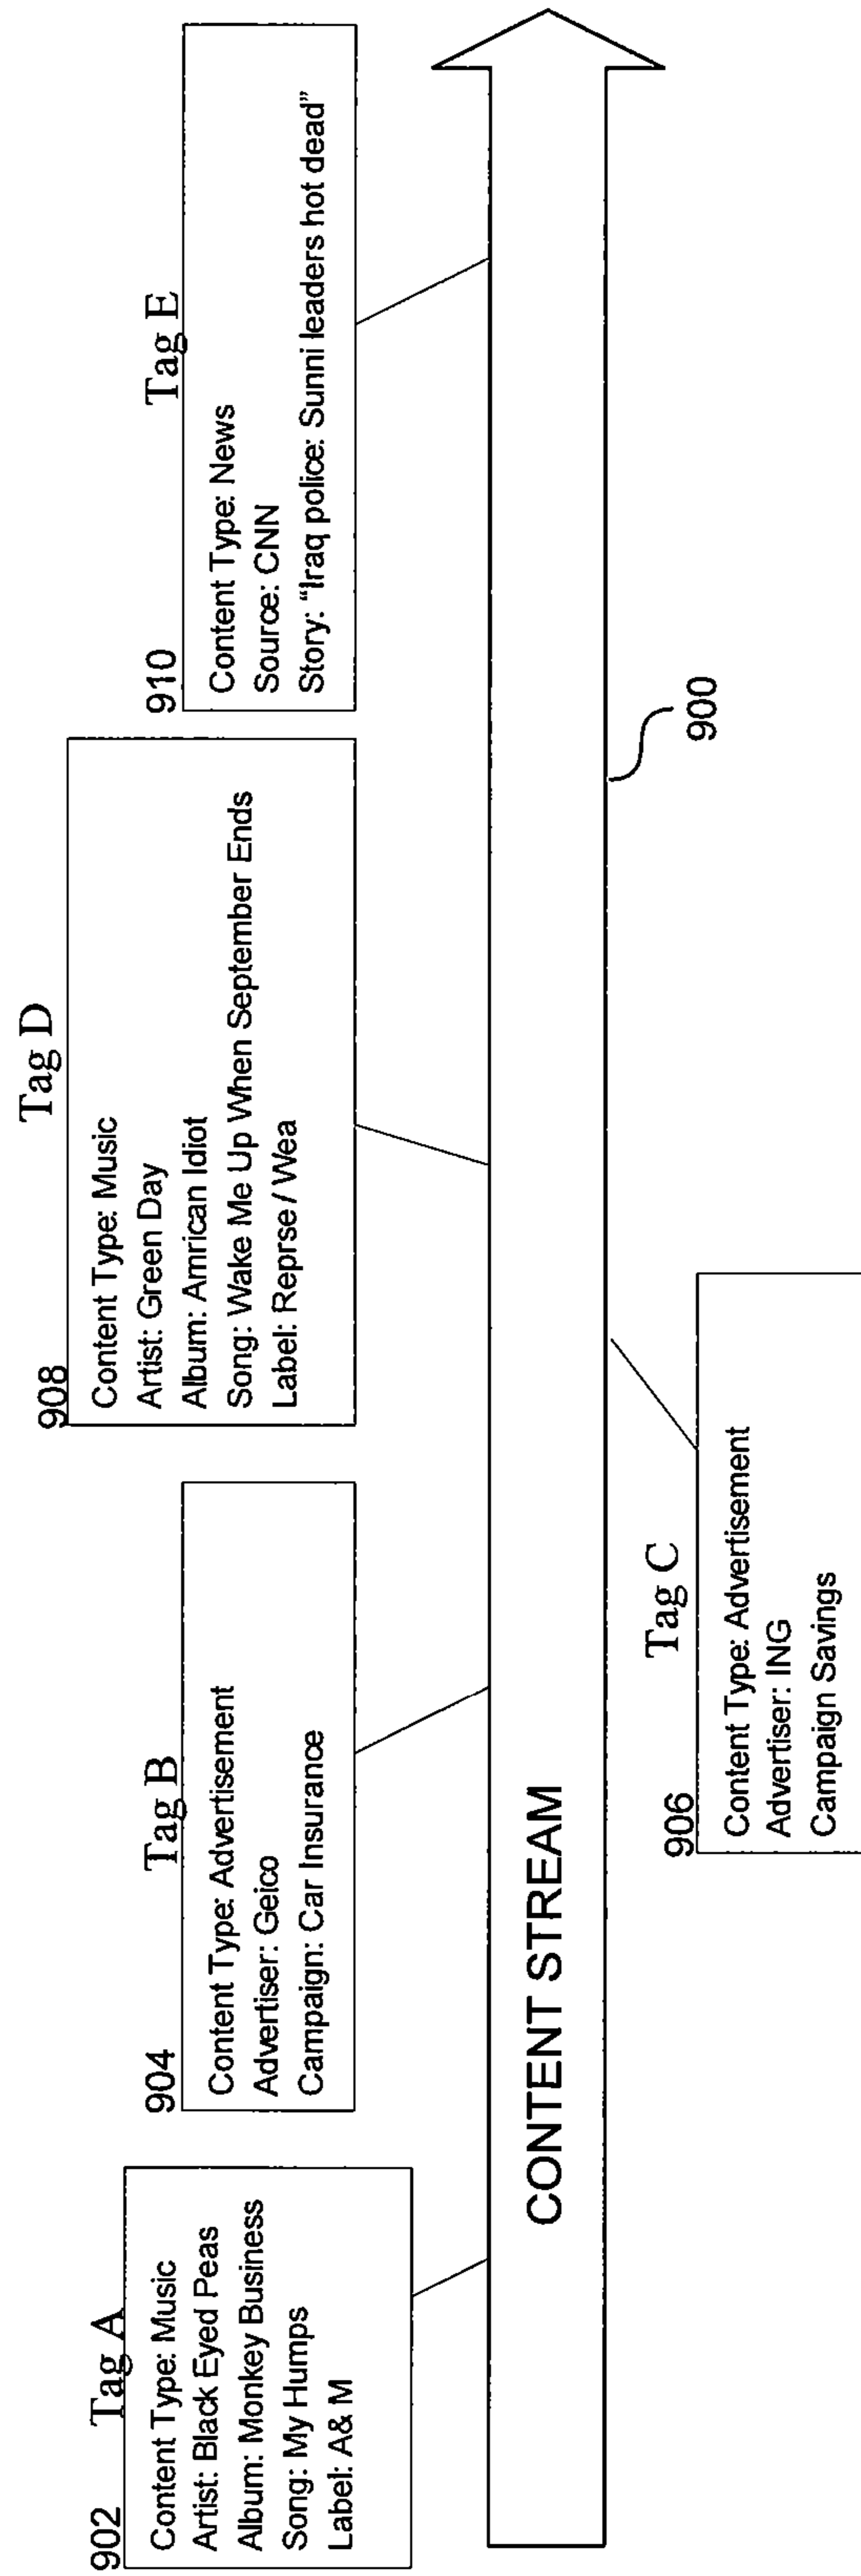 902
Tag A
Content Type: Music
Artist: Black Eyed Peas
Album: Monkey Business
Song: My Humps
Label: A& M
904
Tag B
Content Type: Advertisement
Advertiser: Geico
Campaign: Car Insurance
906
Tag C
Content Type: Advertisement
Advertiser: ING
Campaign Savings
908
Tag D
Content Type: Music
Artist: Green Day
Album: Amrican Idiot
Song: Wake Me Up When September Ends
Label: Reprse / Wea
910
Tag E
Content Type: News
Source: CNN
Story: “Iraq police: Sunni leaders hot dead”
CONTENT STREAM
900